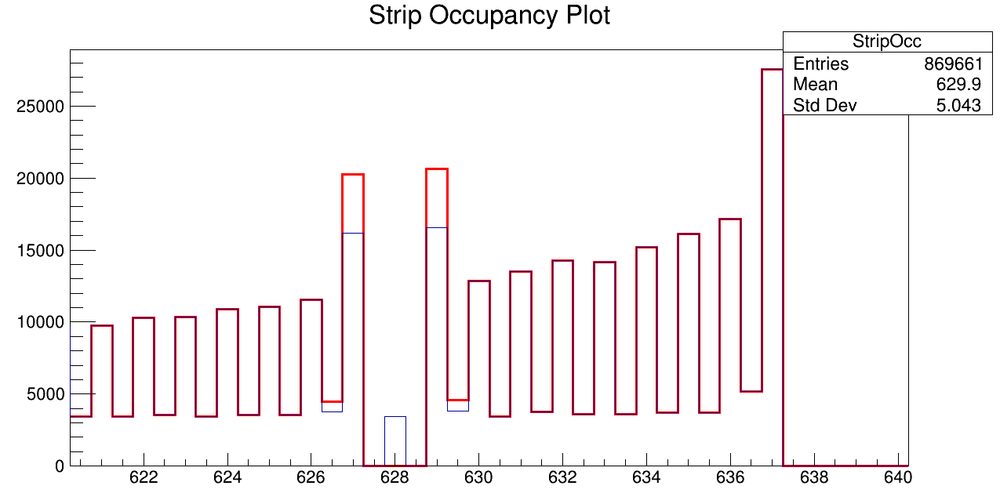 Strip Occupancy Plot
StripOcc
Entries 869661
Mean 629.9
Std Dev 5.043
25000
20000
15000
10000
5000
0
622 624 626 628 630 632 634 636 638 640